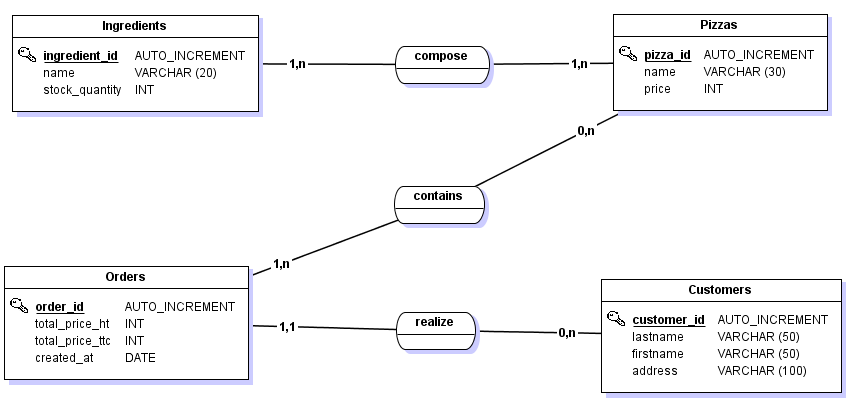 Ingredients
ingredient_id AUTO_INCREMENT
name VARCHAR (20)
stock_quantity INT
1,n
compose
1,n
Pizzas
pizza_id AUTO_INCREMENT
name VARCHAR (30)
price INT
0,n
contains
1,n
Orders
order_id AUTO_INCREMENT
total_price_ht INT
total_price_ttc INT
created_at DATE
1,1
realize
0,n
Customers
customer_id AUTO_INCREMENT
lastname VARCHAR (50)
firstname VARCHAR (50)
address VARCHAR (100)